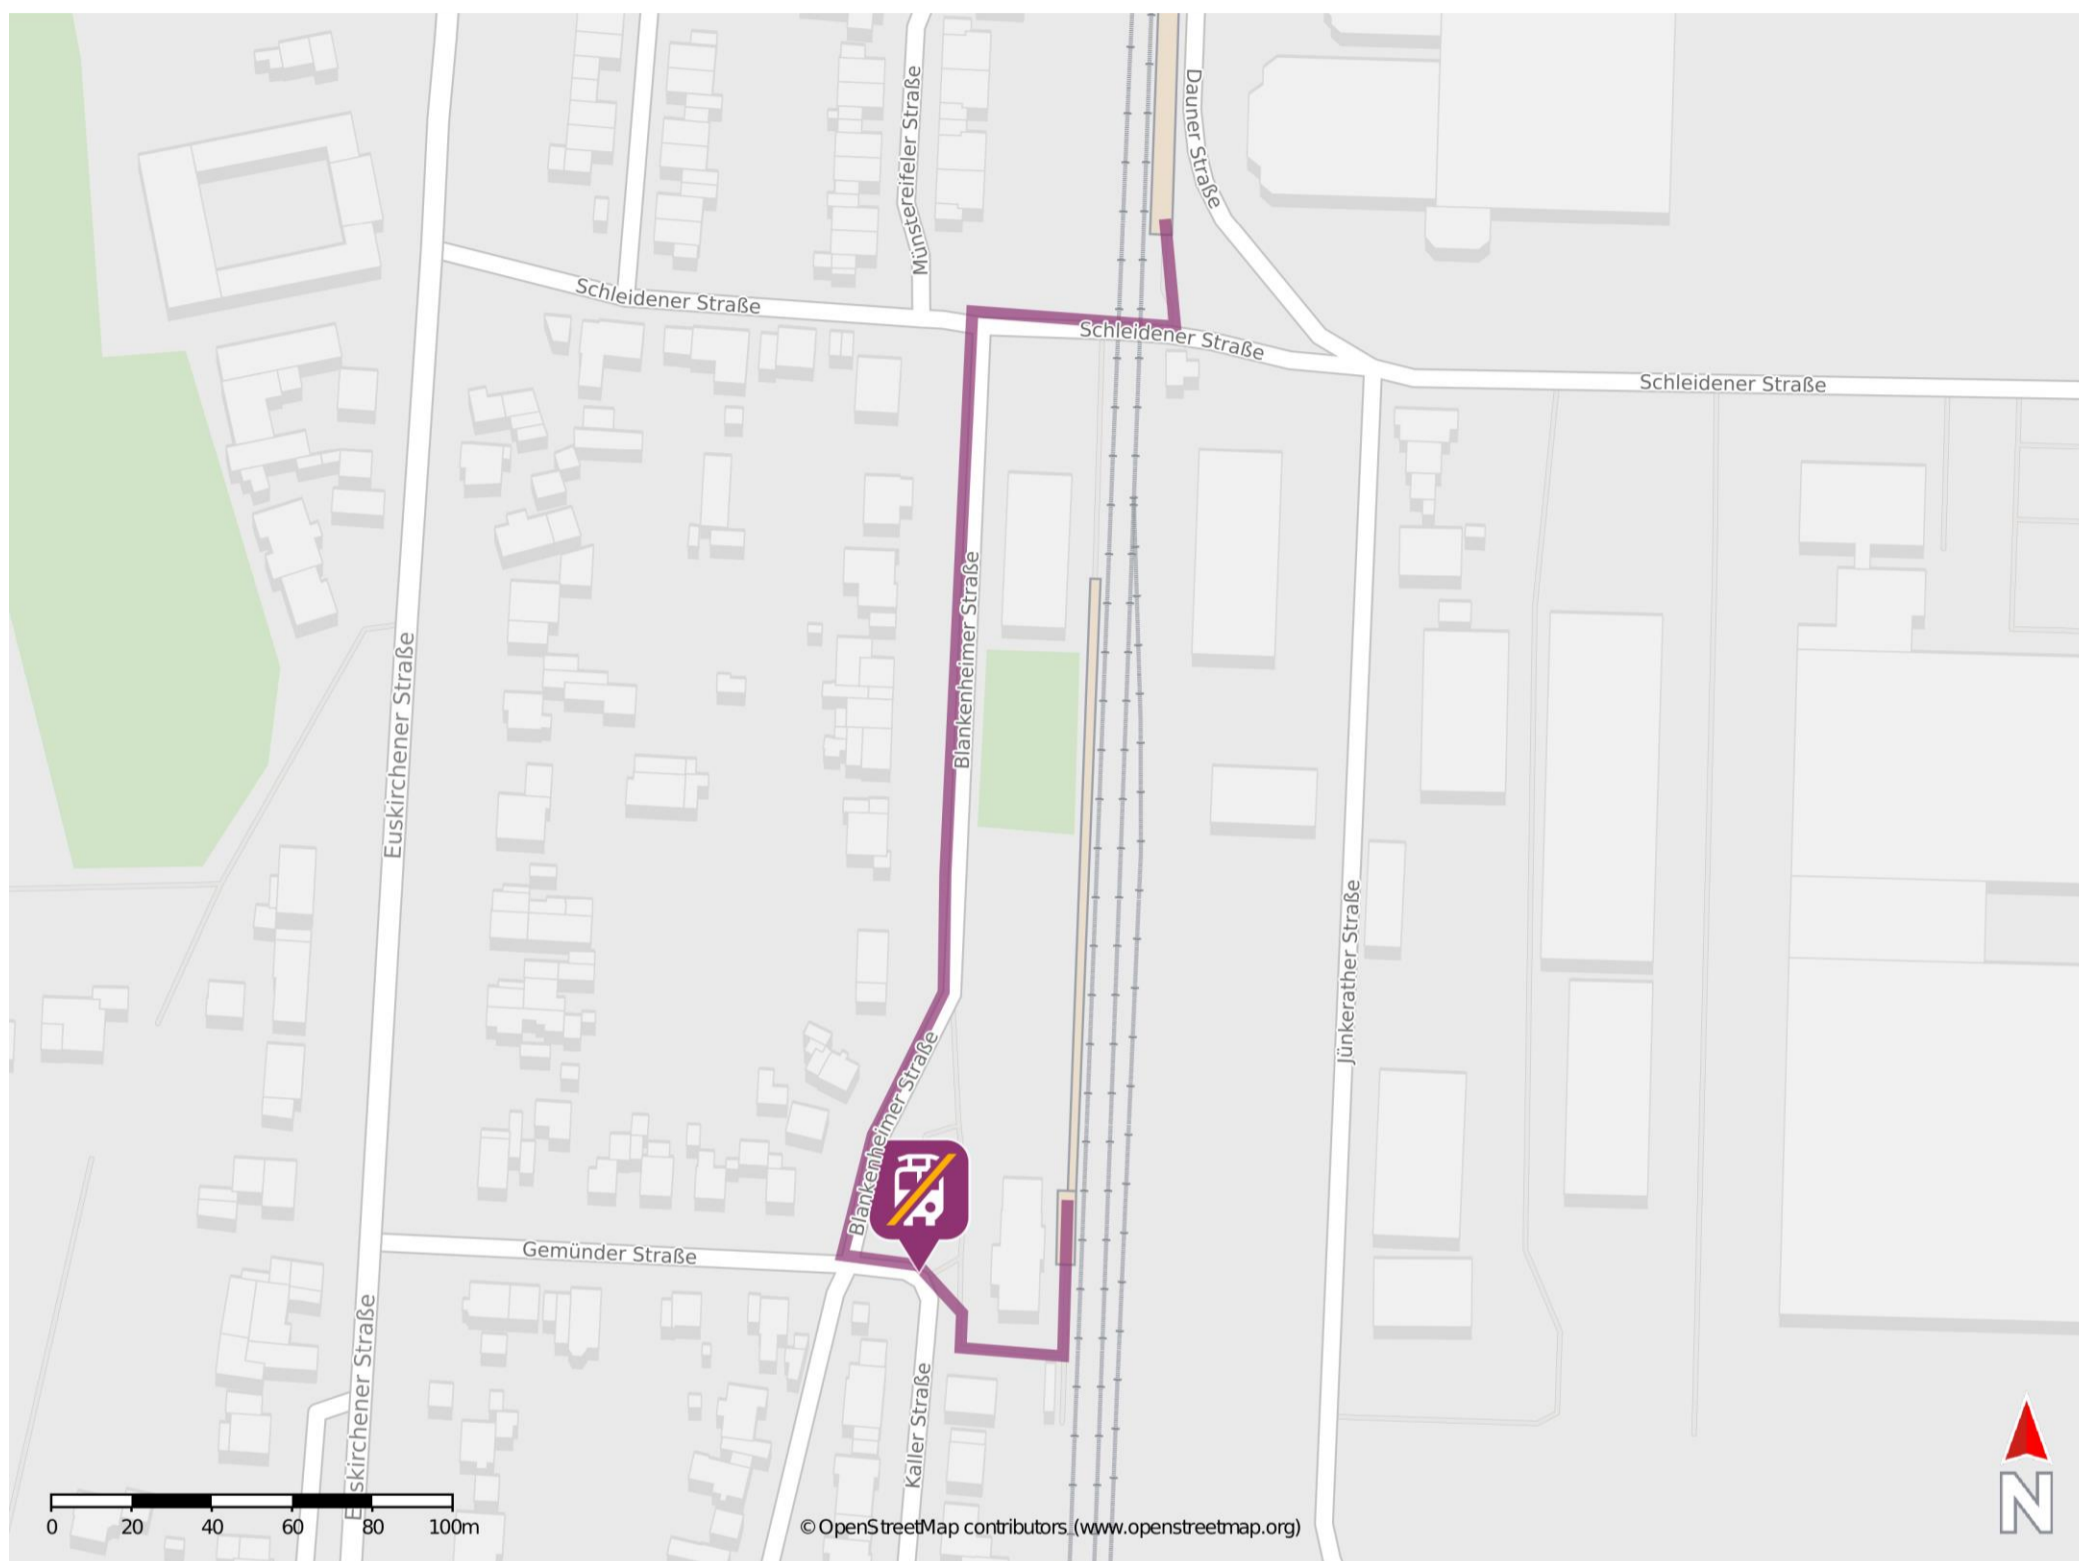 Münstereifeler Straße
Dauner Straße
Schleidener Straße
Schleidener Straße
Schleidener Straße
Blankenheimer Straße
Euskirchener Straße
Jünkerather Straße
Blankenheimer Straße
Gemünder Straße
Euskirchener Straße
Kaller Straße
0 20 40 60 80 100m
© OpenStreetMap contributors (www.openstreetmap.org)
N